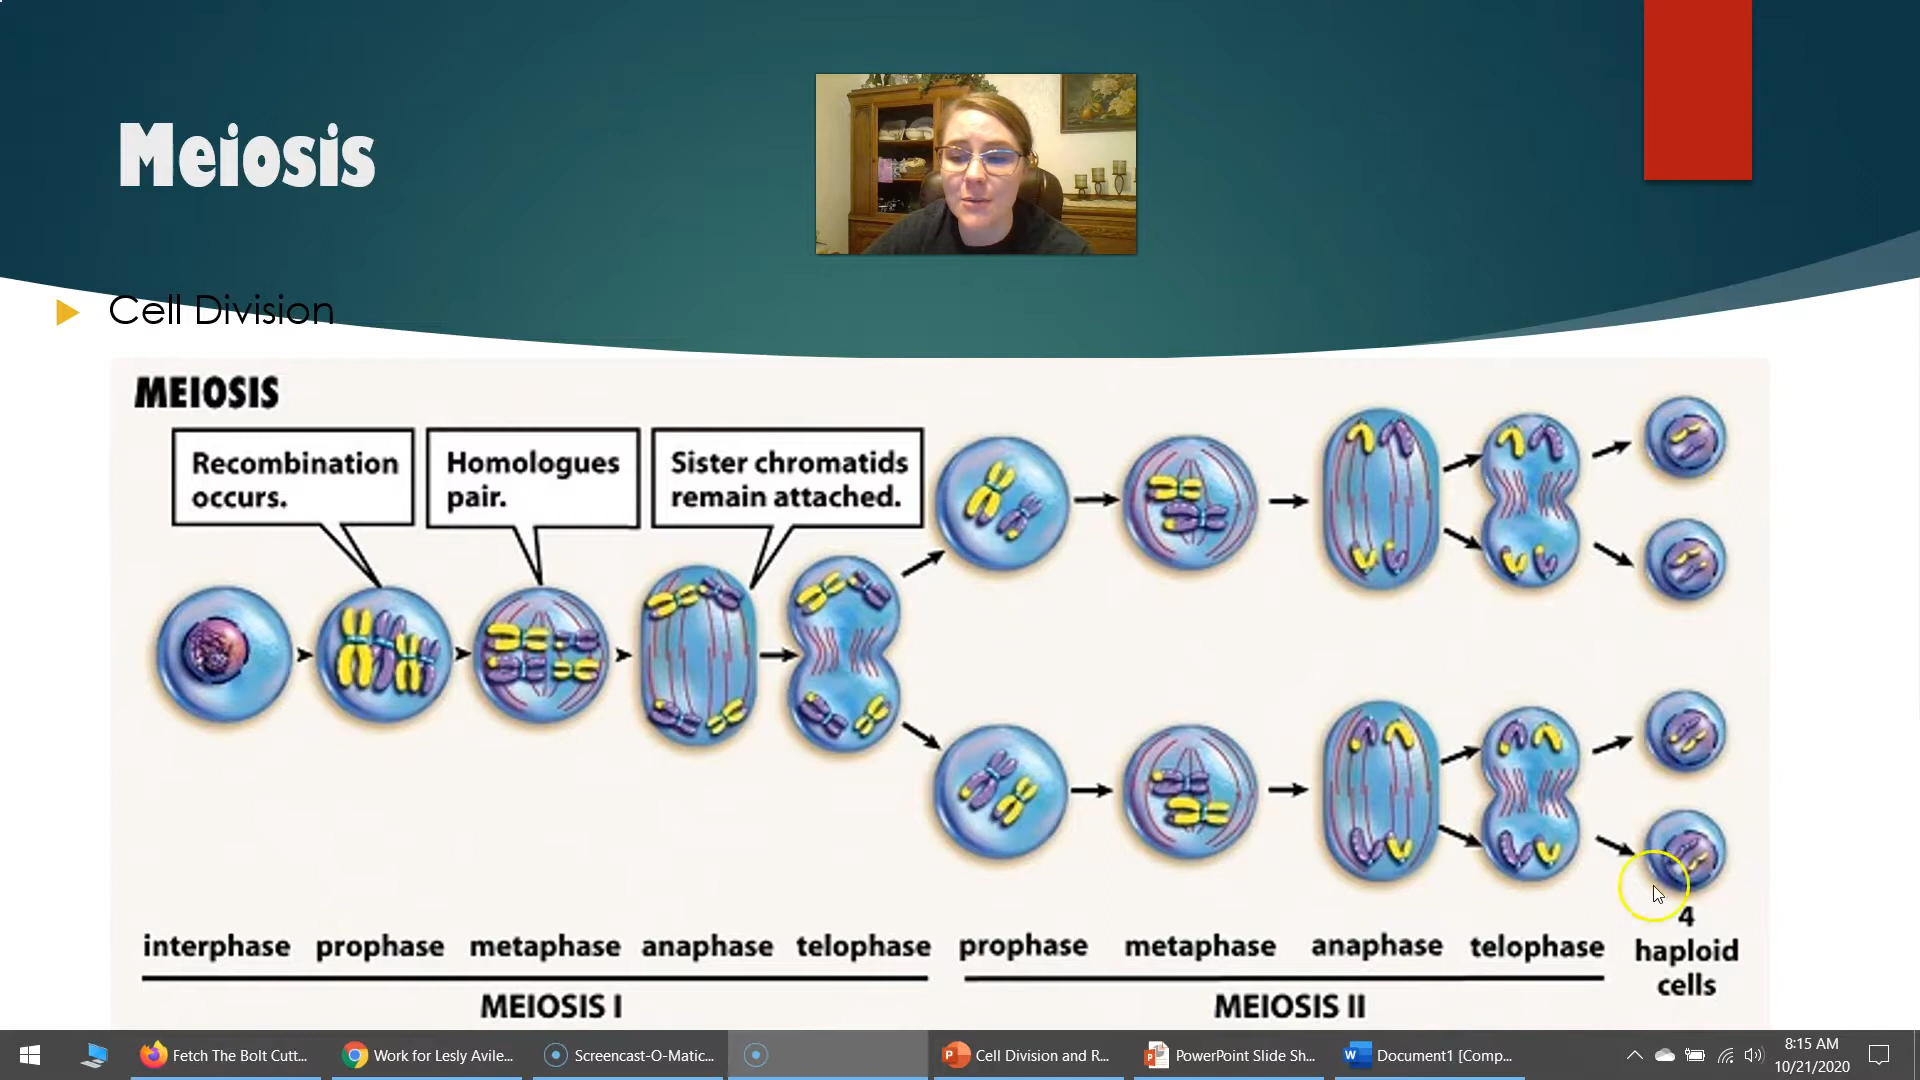 Meiosis
Cell Division
MEIOSIS
Recombination
occurs.
Homologues
pair.
Sister chromatids
remain attached.
interphase prophase metaphase anaphase telophase prophase metaphase anaphase telophase
4
haploid
cells
MEIOSIS I
MEIOSIS II
Fetch The Bolt Cutt...
Work for Lesly Avile...
Screencast-O-Matic...
Cell Division and R...
PowerPoint Slide Sh...
Document1 [Comp...
8:15 AM
10/21/2020